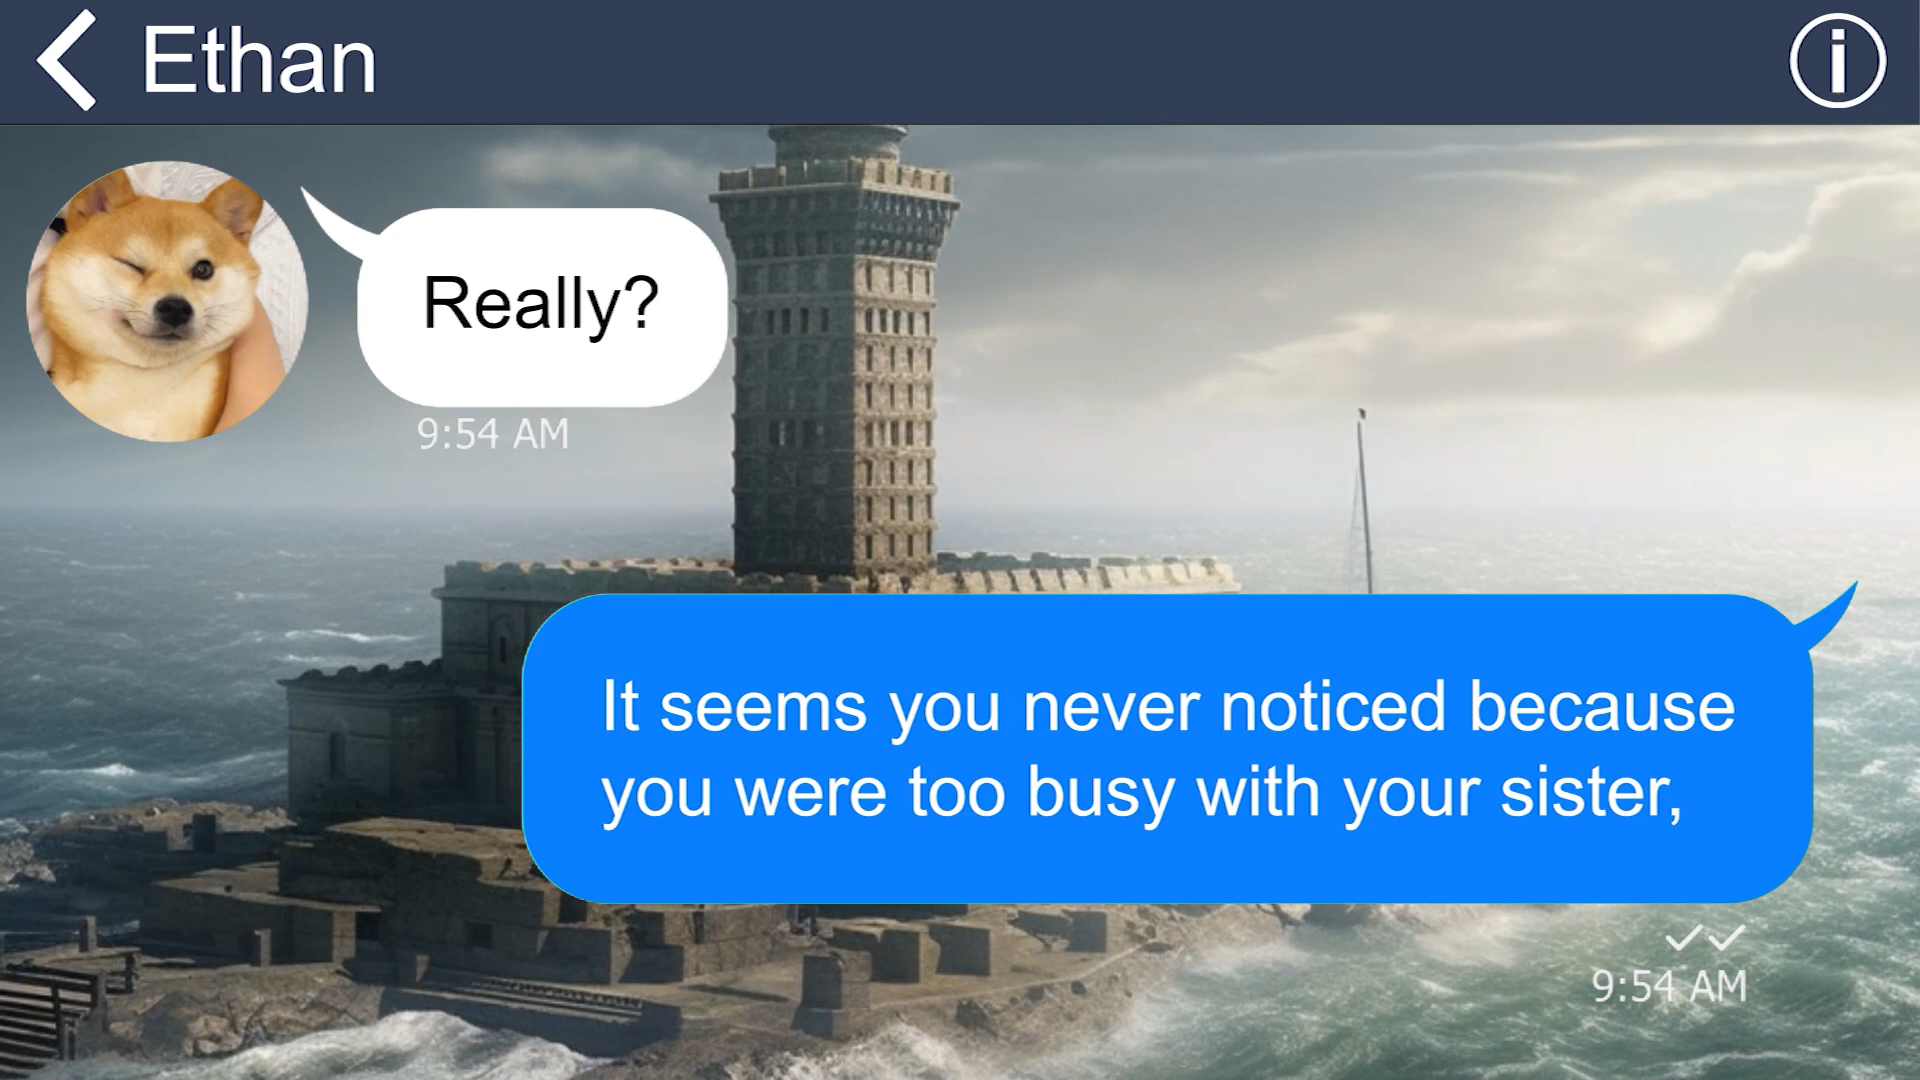 Ethan
Really?
9:54 AM
It seems you never noticed because
you were too busy with your sister,
9:54 AM